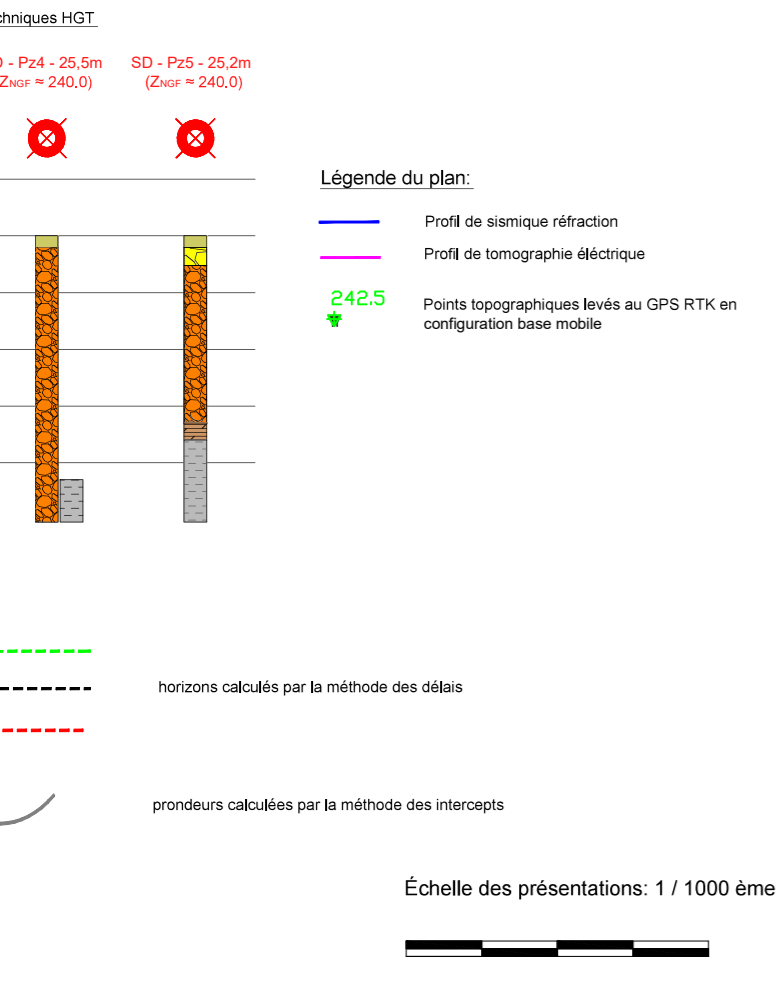 chniques HGT
- Pz4 - 25,5m
SD - Pz5 - 25,2m
ZNGF ≈ 240.0)
(ZNGF ≈ 240.0)
Légende du plan:
Profil de sismique réfraction
Profil de tomographie éléctrique
242.5
Points topographiques levés au GPS RTK en
configuration base mobile
horizons calculés par la méthode des délais
prondeurs calculées par la méthode des intercepts
Échelle des présentations: 1 / 1000 ème